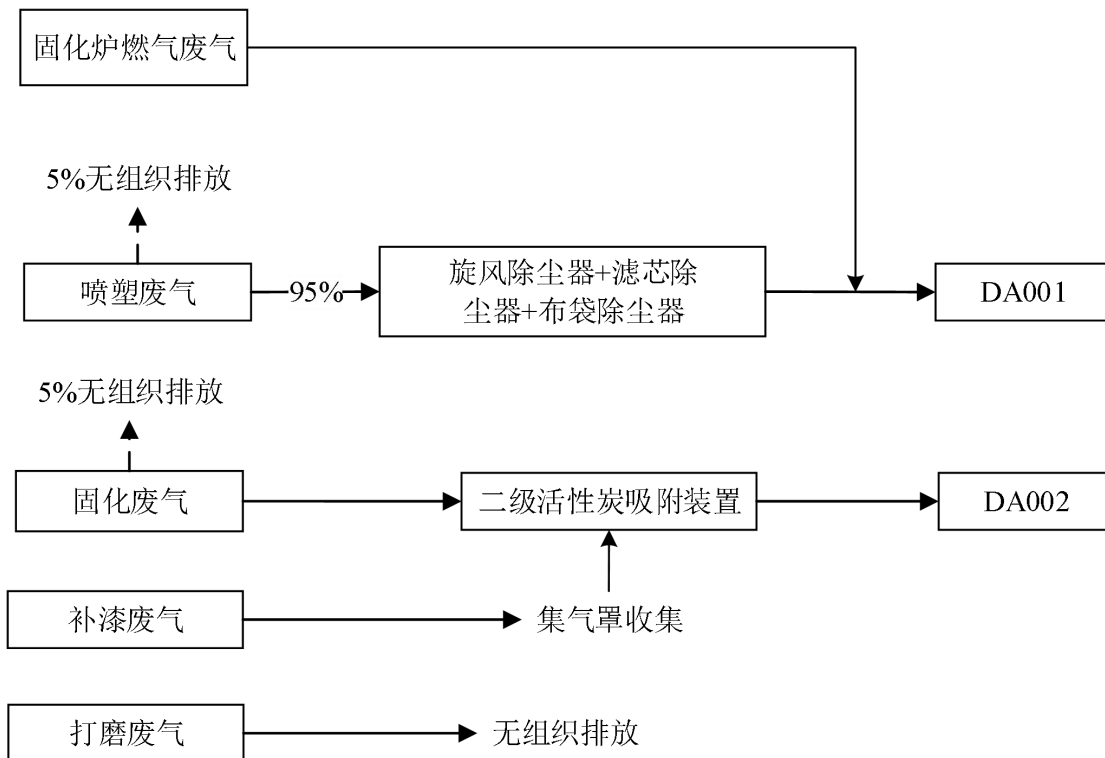 固化炉燃气废气
5%无组织排放
喷塑废气
95%
旋风除尘器+滤芯除
尘器+布袋除尘器
DA001
5%无组织排放
固化废气
二级活性炭吸附装置
DA002
补漆废气
集气罩收集
打磨废气
无组织排放